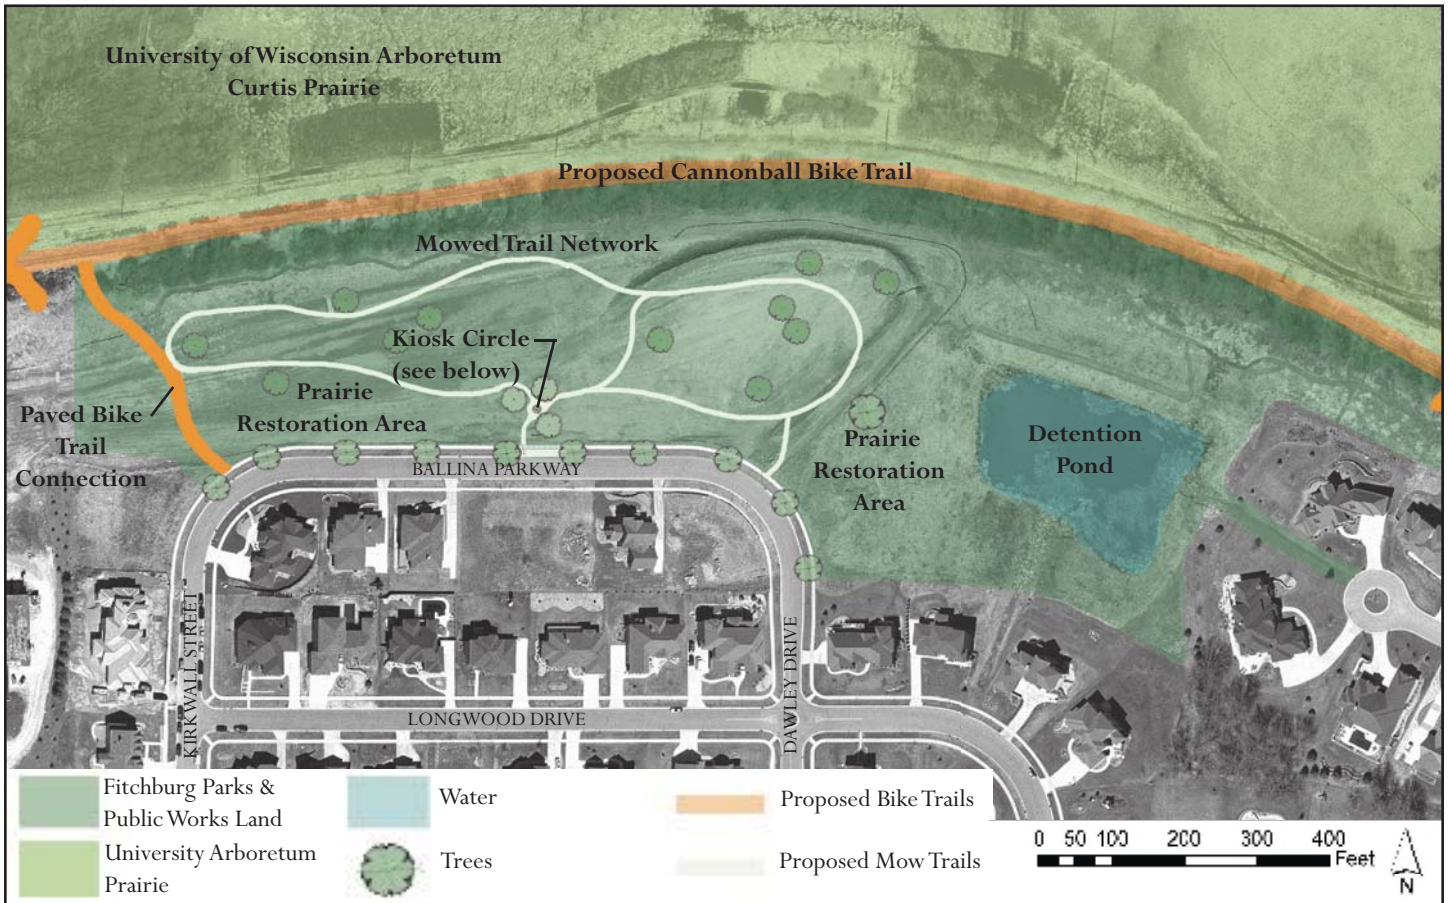 University of Wisconsin Arboretum
Curtis Prairie
Proposed Cannonball Bike Trail
Mowed Trail Network
Kiosk Circle
(see below)
Prairie
Restoration Area
Paved Bike
Trail
Connection
Prairie
Restoration
Area
Detention
Pond
BALLINA PARKWAY
KIRKWALL STREET
DAWLEY DRIVE
LONGWOOD DRIVE
Fitchburg Parks &
Public Works Land
University Arboretum
Prairie
Water
Trees
Proposed Bike Trails
Proposed Mow Trails
0 50 100 200 300 400
Feet
N